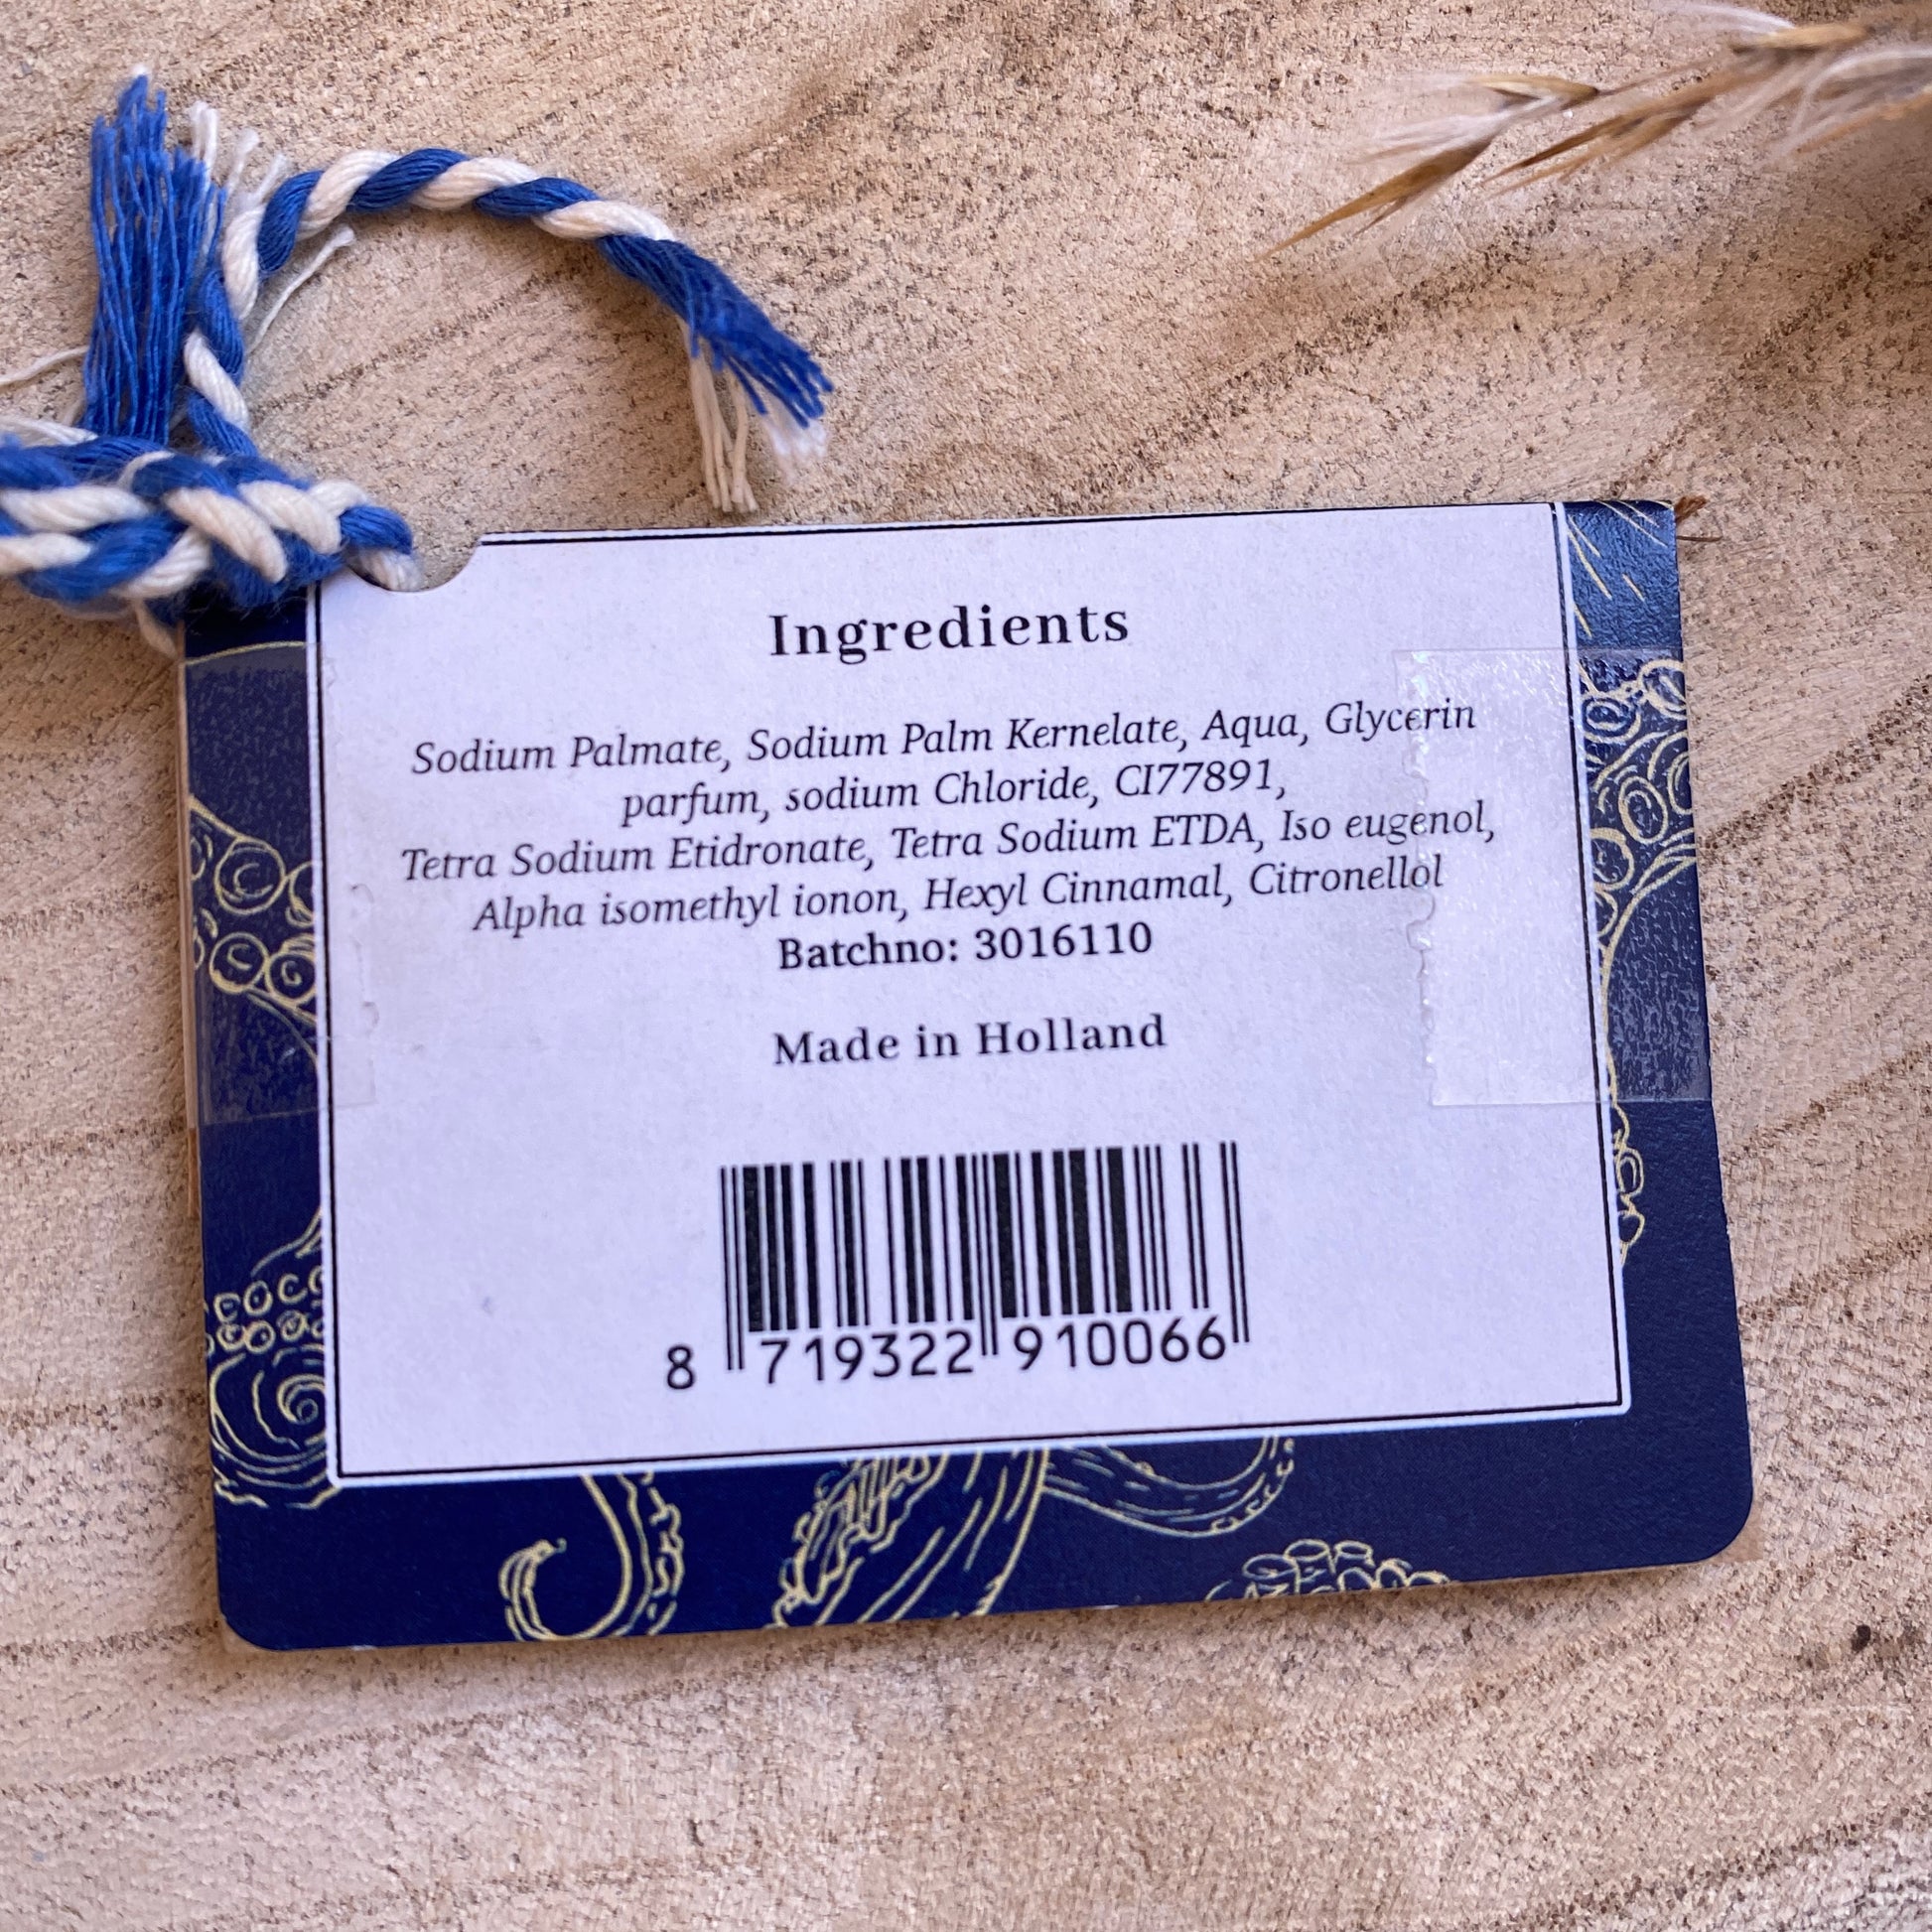 Ingredients
Sodium Palmate, Sodium Palm Kernelate, Aqua, Glycerin
parfum, sodium Chloride, CI77891,
Tetra Sodium Etidronate, Tetra Sodium ETDA, Iso eugenol,
Alpha isomethyl ionon, Hexyl Cinnamal, Citronellol
Batchno: 3016110
Made in Holland
8 719322 910066